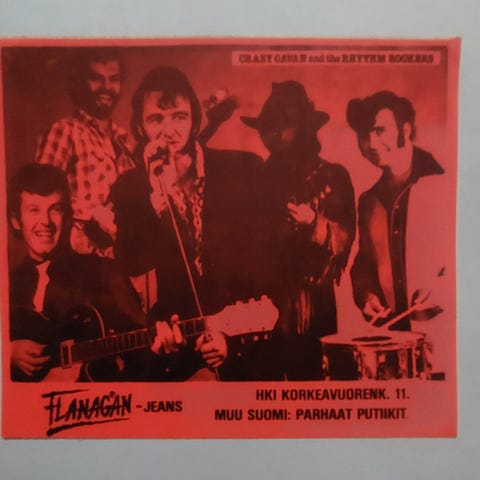 CRAZY CAVAN and the RHYTHM ROCKERS
FLANAGAN -JEANS
HKI KORKEAVUORENK. 11.
MUU SUOMI: PARHAAT PUTIIKIT